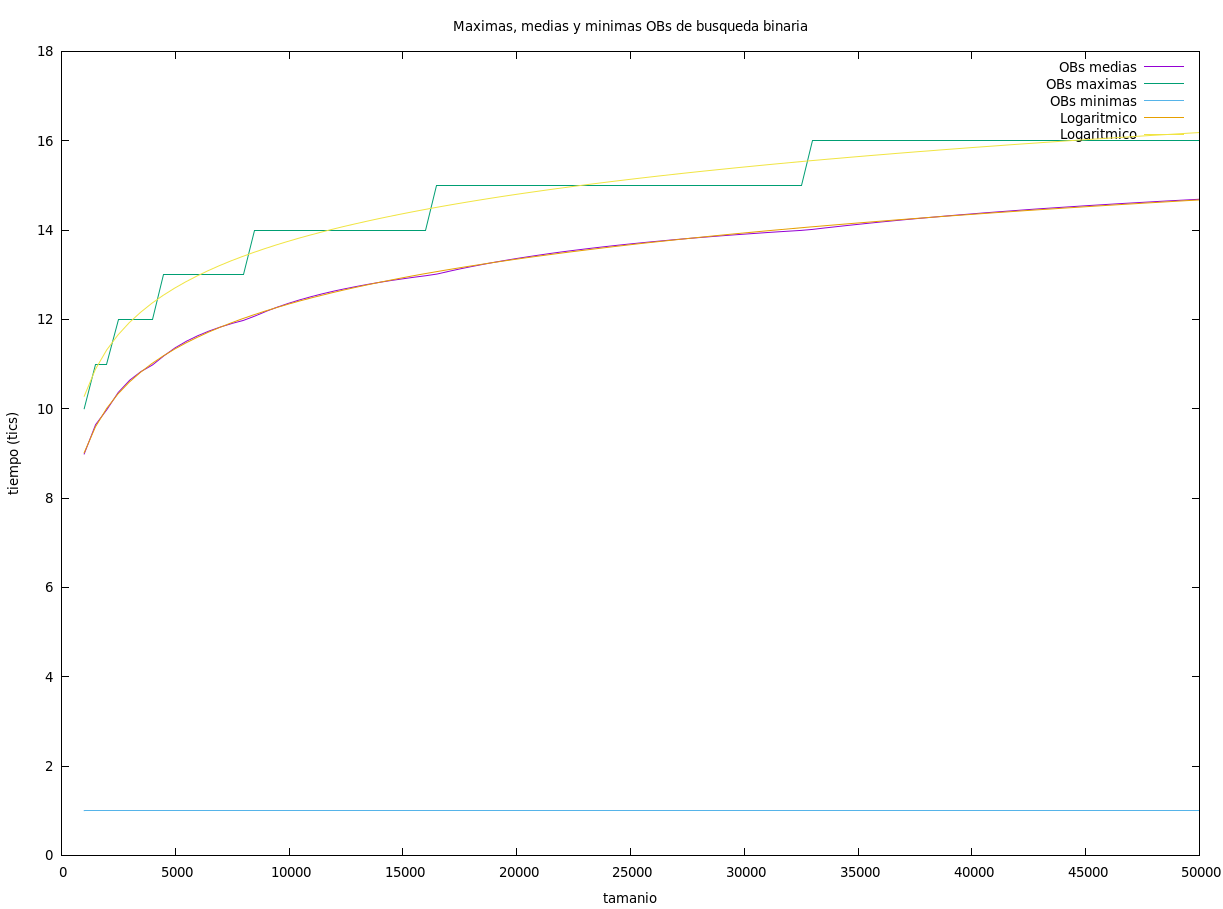 Maximas, medias y minimas OBs de busqueda binaria
18
16
14
12
10
8
6
4
2
0
tiempo (tics)
OBs medias
OBs maximas
OBs minimas
Logaritmico
Logaritmico
0 5000 10000 15000 20000 25000 30000 35000 40000 45000 50000
tamanio